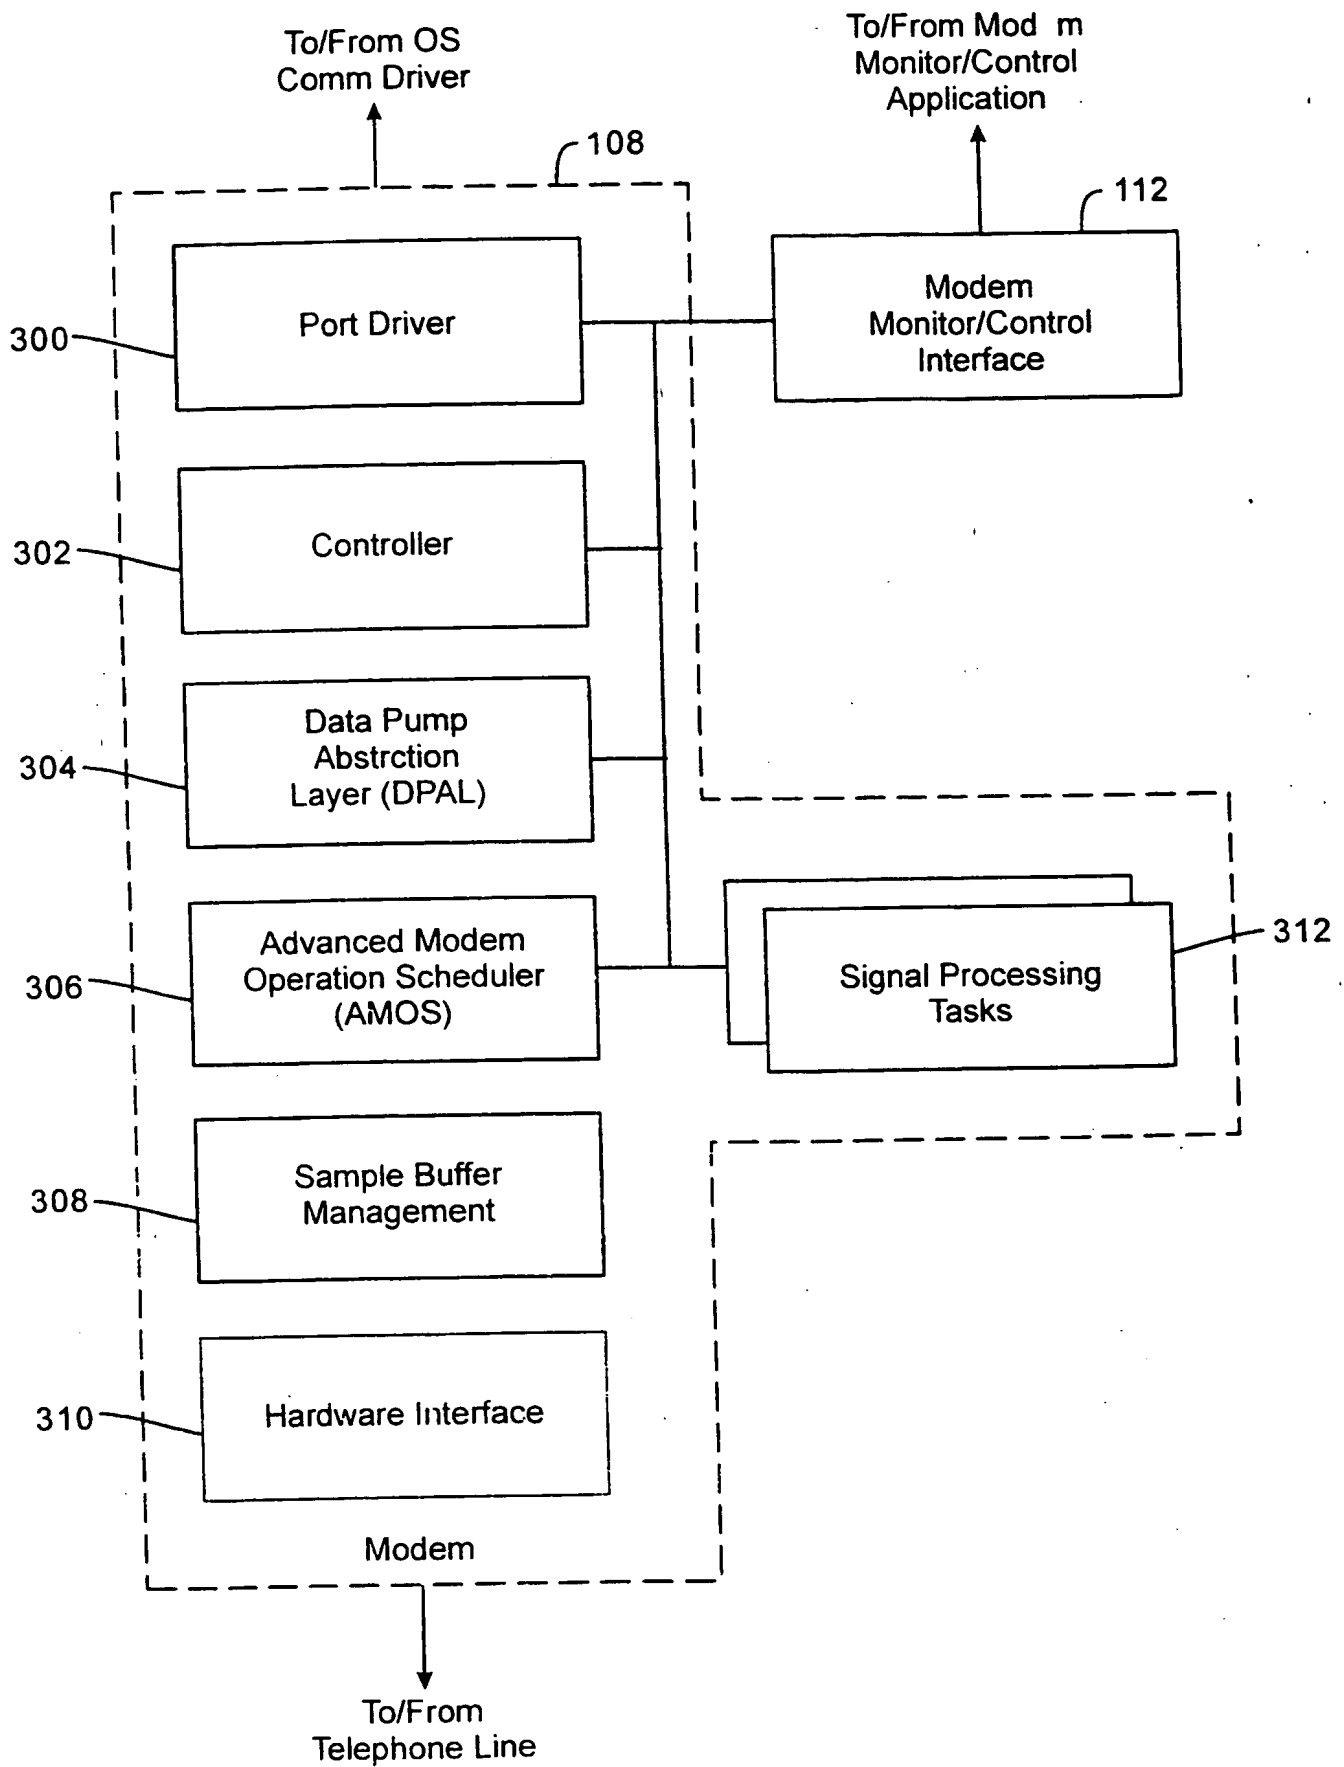 To/From OS
Comm Driver
To/From Mod m
Monitor/Control
Application
108
112
Port Driver
Modem
Monitor/Control
Interface
300
Controller
302
Data Pump
Abstrction
Layer (DPAL)
304
Advanced Modem
Operation Scheduler
(AMOS)
306
Signal Processing
Tasks
312
Sample Buffer
Management
308
Hardware Interface
310
Modem
To/From
Telephone Line